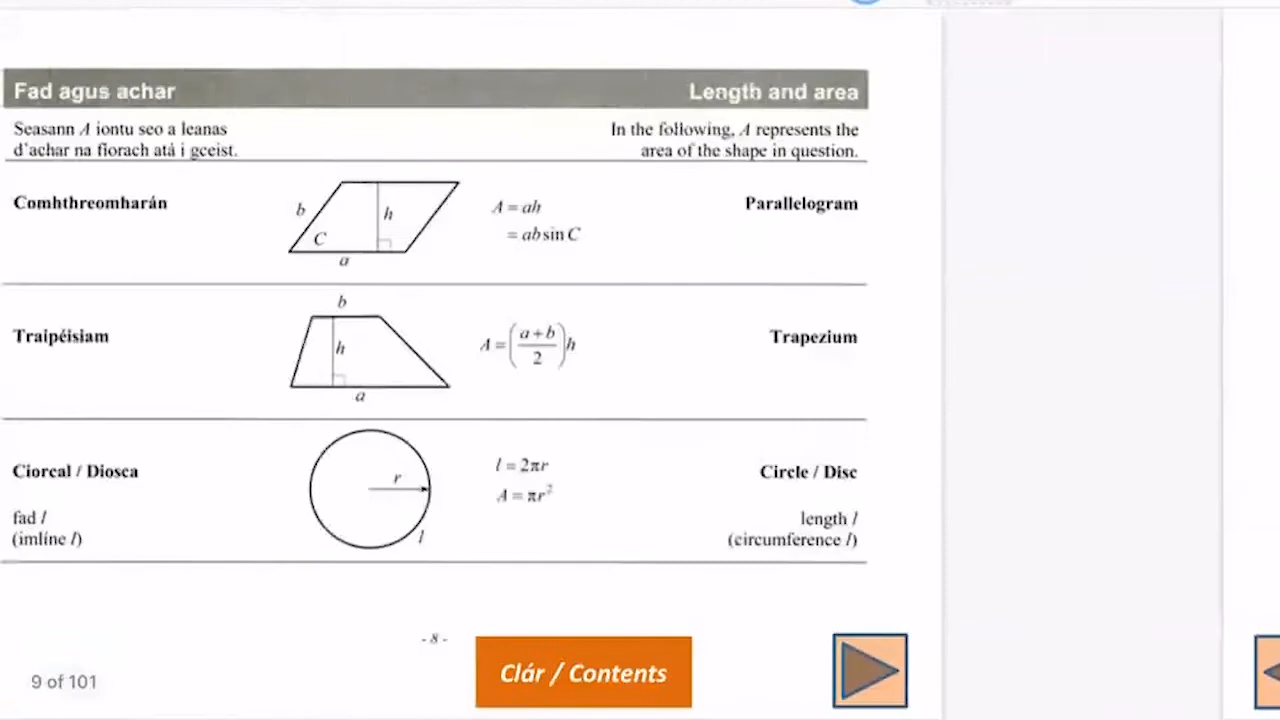 Fad agus achar
Length and area
Seasann A iontu seo a leanas
d'achar na fíorach atá i gceist.
In the following, A represents the
area of the shape in question.
Comhthreomharán
b
h
C
a
A = ah
= ab sin C
Parallelogram
Traipéisiam
b
h
a
A = (a+b/2)h
Trapezium
Ciorcal / Diosca
fad l
(imlíne l)
r
l
l = 2πr
A = πr²
Circle / Disc
length l
(circumference l)
- 8 -
Clár / Contents
9 of 101